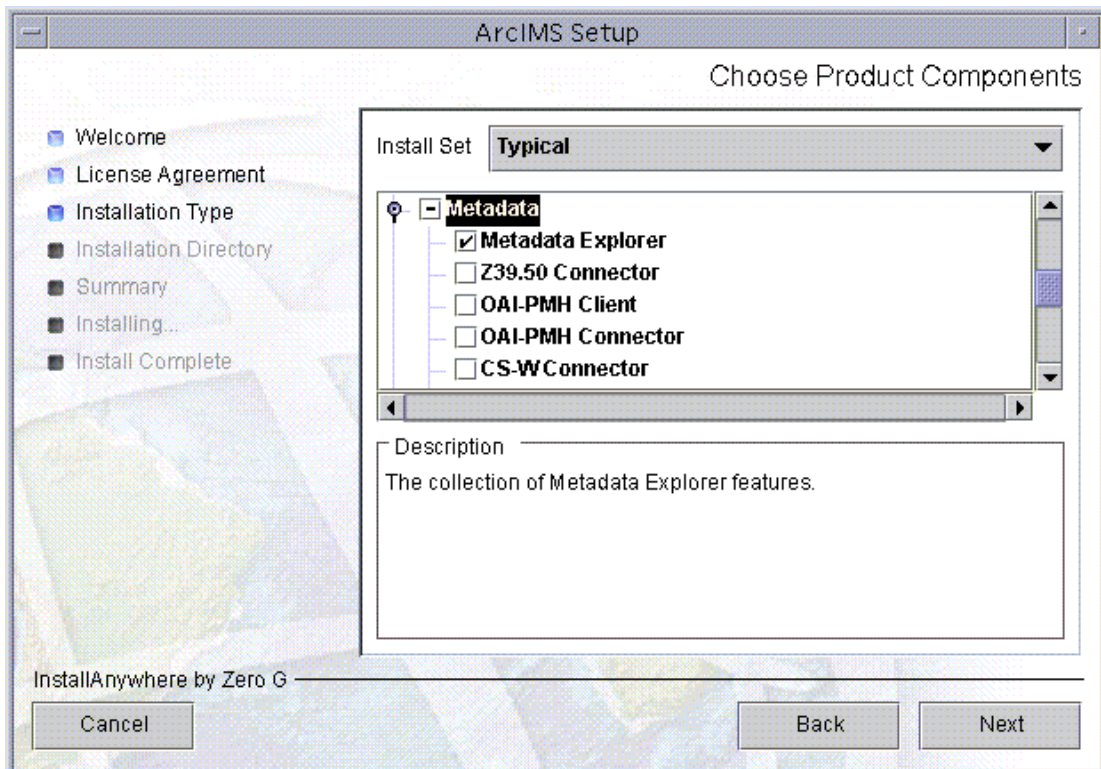 ArcIMS Setup
Choose Product Components
Welcome
License Agreement
Installation Type
Installation Directory
Summary
Installing...
Install Complete
Install Set Typical
Metadata
Metadata Explorer
Z39.50 Connector
OAI-PMH Client
OAI-PMH Connector
CS-W Connector
Description
The collection of Metadata Explorer features.
InstallAnywhere by Zero G
Cancel Back Next